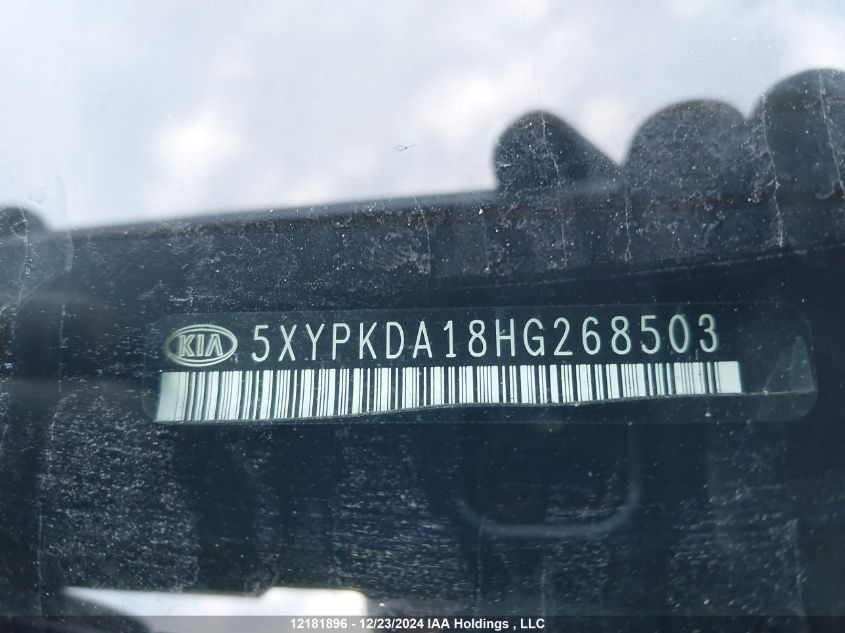 KIA 5XYPKDA18HG268503
12181896 - 12/23/2024 IAA Holdings , LLC